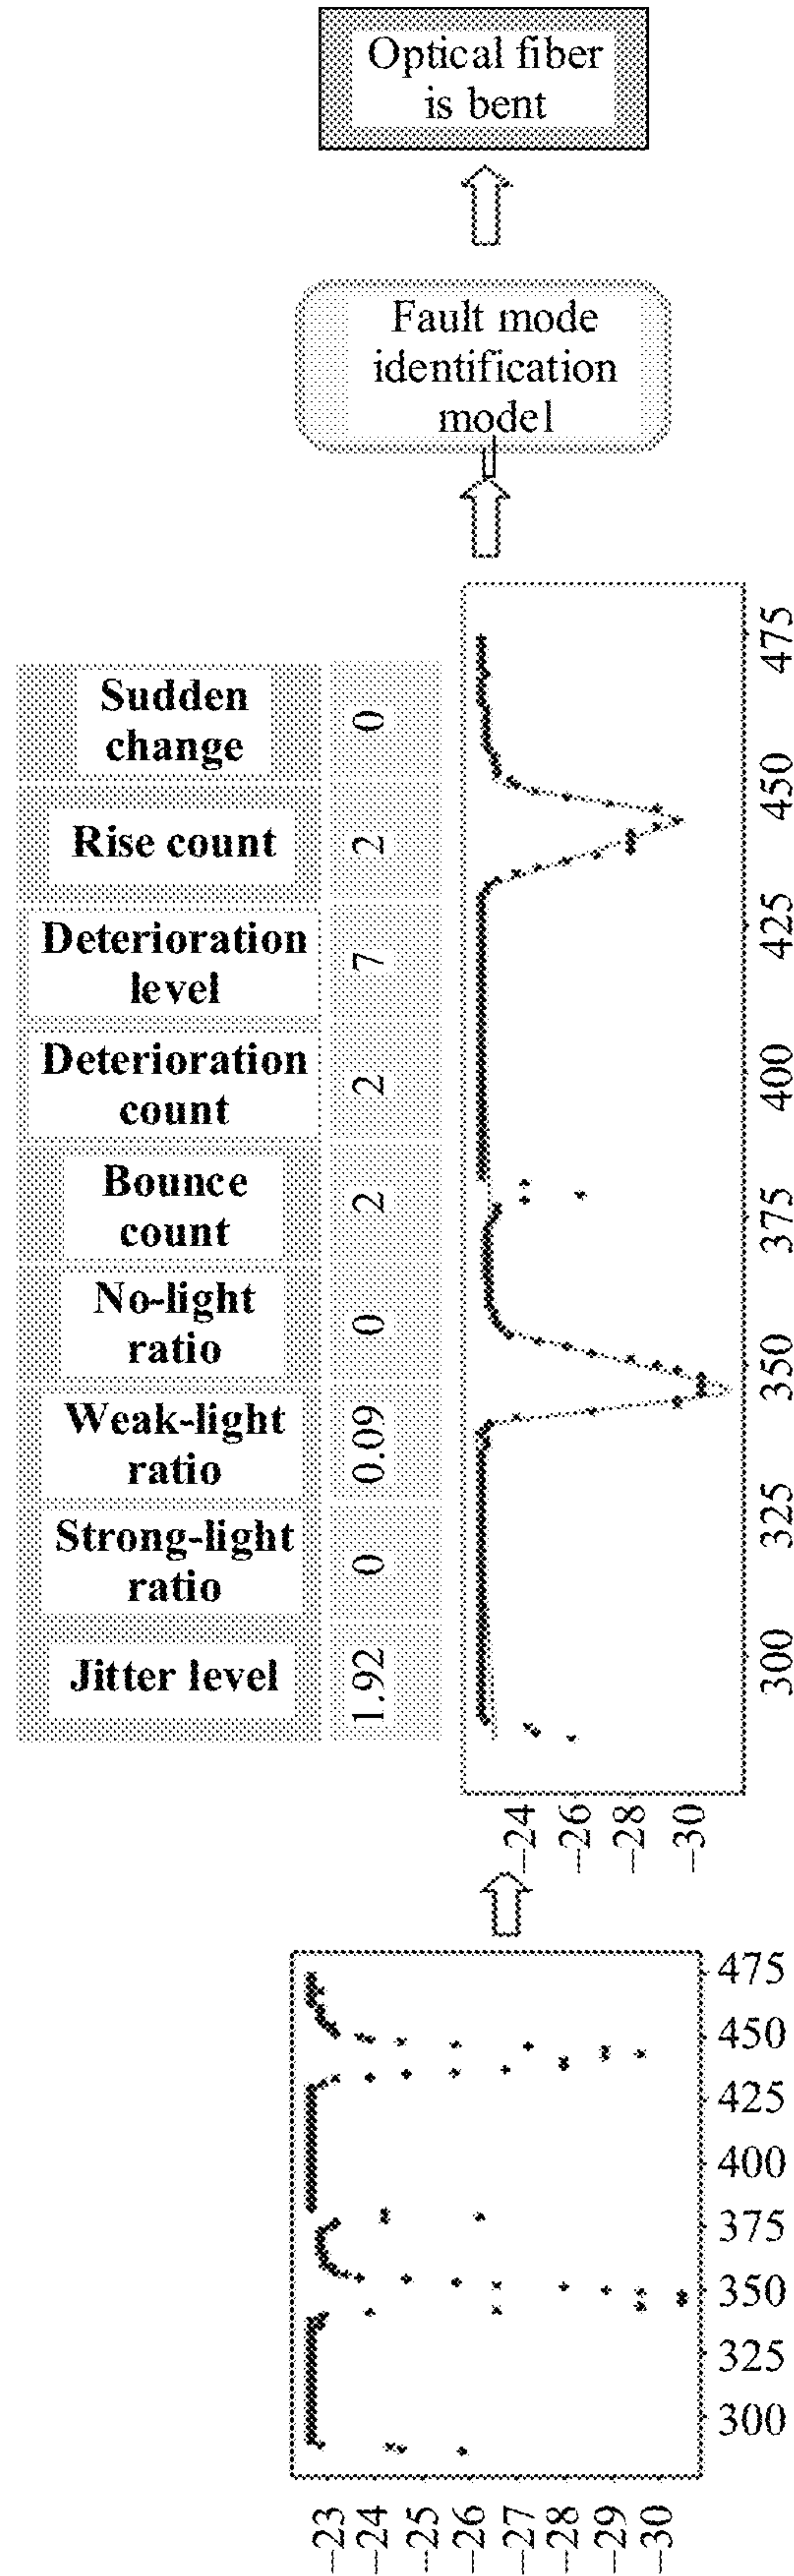 Optical fiber
is bent
Fault mode
identification
model
Sudden
change
0
Rise count
2
Deterioration
level
7
Deterioration
count
2
Bounce
count
2
No-light
ratio
0
Weak-light
ratio
0.09
Strong-light
ratio
0
Jitter level
1.92
475
450
425
400
375
350
325
300
–24
–26
–28
–30
475
450
425
400
375
350
325
300
–23
–24
–25
–26
–27
–28
–29
–30